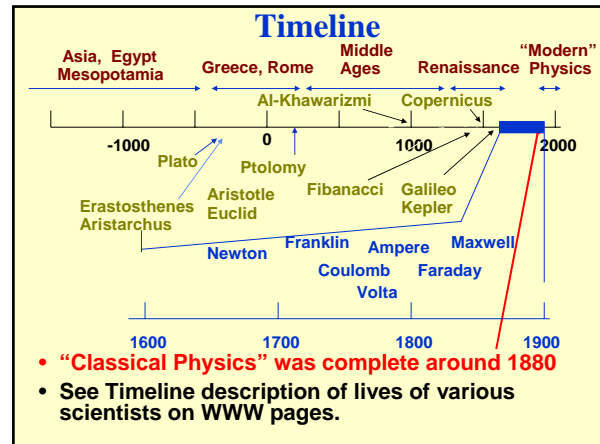 Timeline
Asia, Egypt
Mesopotamia
Greece, Rome
Middle
Ages
Renaissance
“Modern”
Physics
Al-Khawarizmi
Copernicus
-1000
0
1000
2000
Plato
Ptolomy
Fibanacci
Galileo
Kepler
Erastosthenes
Aristarchus
Aristotle
Euclid
Newton
Franklin
Ampere
Maxwell
Coulomb
Faraday
Volta
1600
1700
1800
1900
• “Classical Physics” was complete around 1880
• See Timeline description of lives of various
scientists on WWW pages.